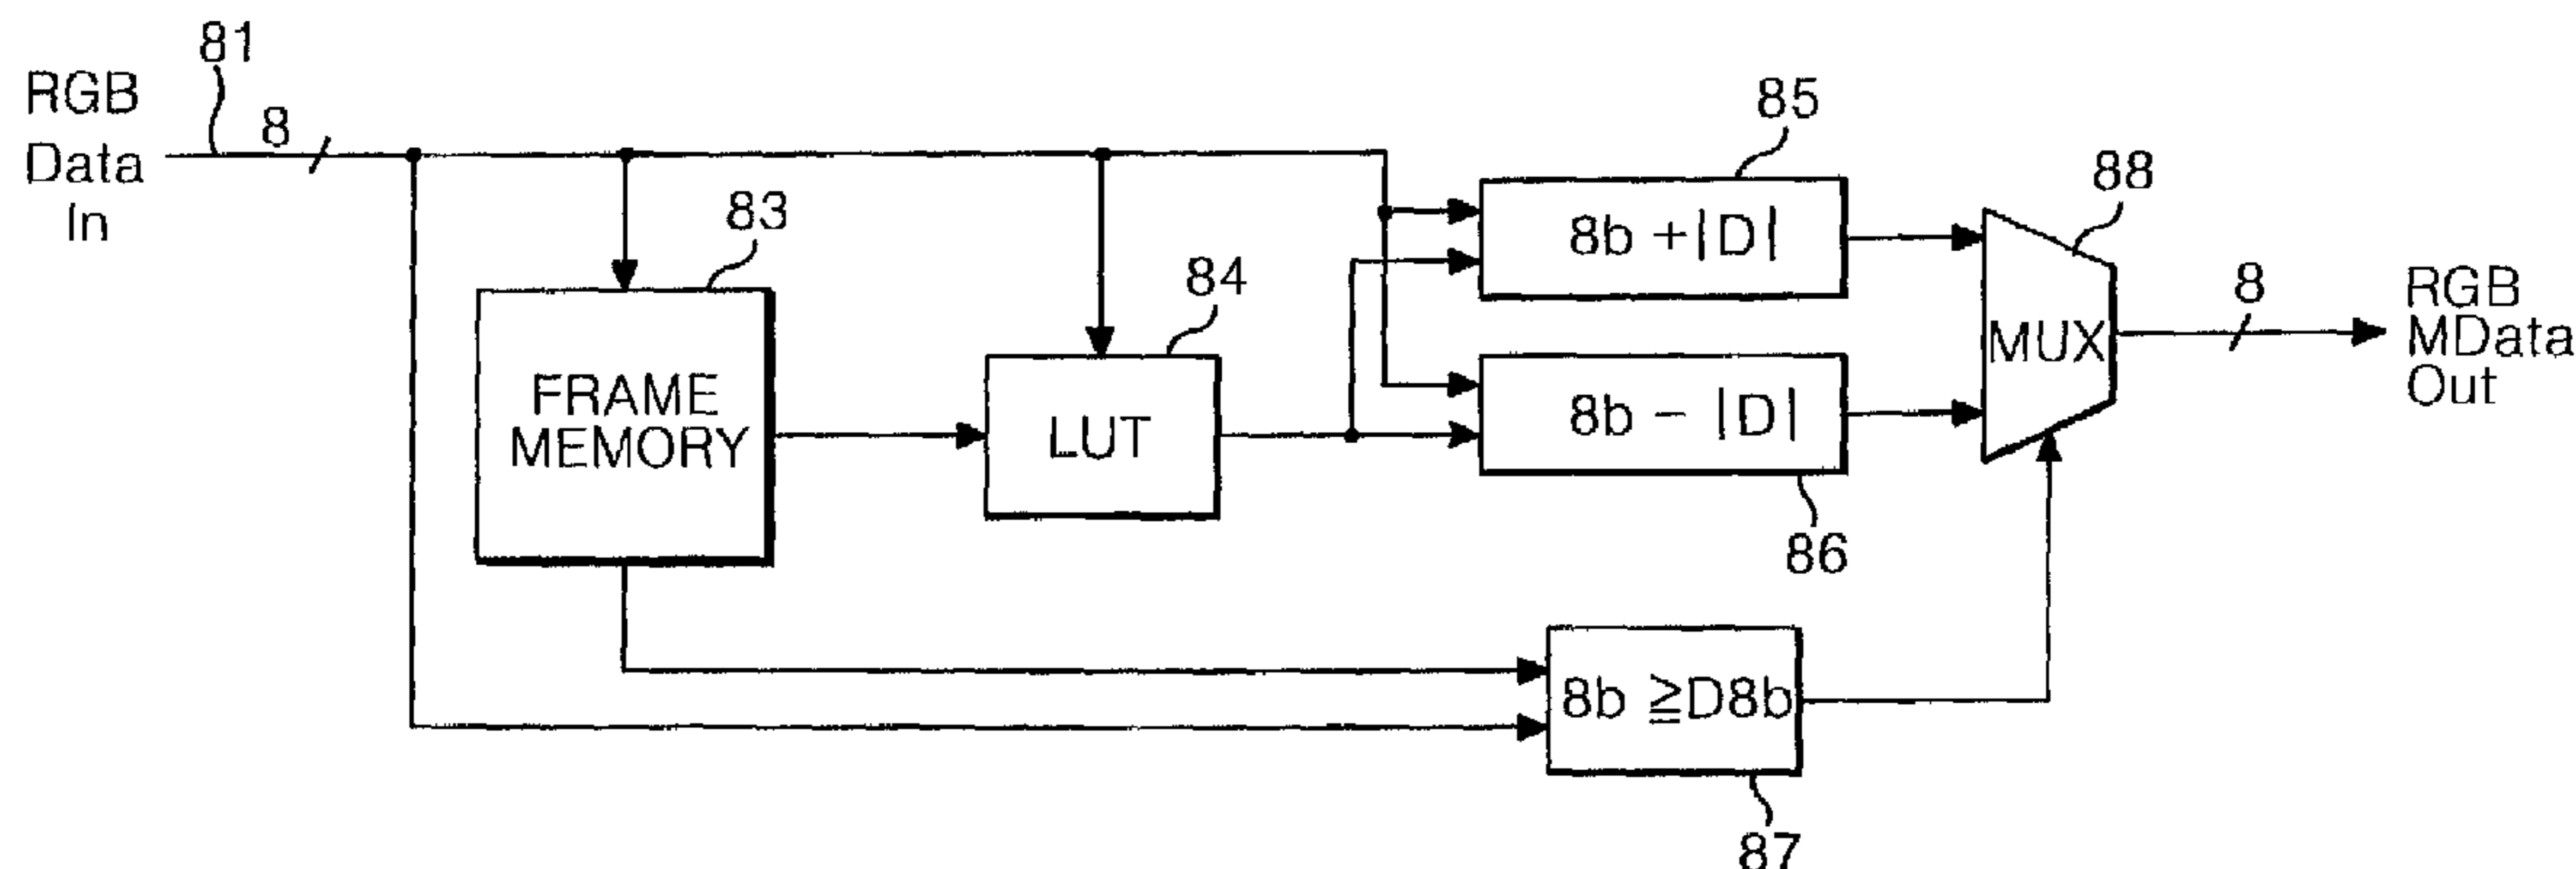 81
RGB
Data
In
8
83
FRAME
MEMORY
84
LUT
85
8b +|D|
8b - |D|
86
8b ≧D8b
87
88
MUX
8
RGB
MData
Out